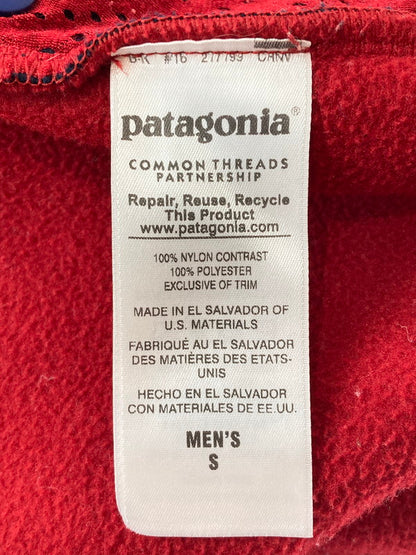 #16 277799
patagonia®
COMMON THREADS
PARTNERSHIP
Repair, Reuse, Recycle
This Product
www.patagonia.com
100% NYLON CONTRAST
100% POLYESTER
EXCLUSIVE OF TRIM
MADE IN EL SALVADOR OF
U.S. MATERIALS
FABRIQUÉ AU EL SALVADOR
DES MATIÈRES DES ETATS-
UNIS
HECHO EN EL SALVADOR
CON MATERIALES DE EE.UU.
MEN'S
S